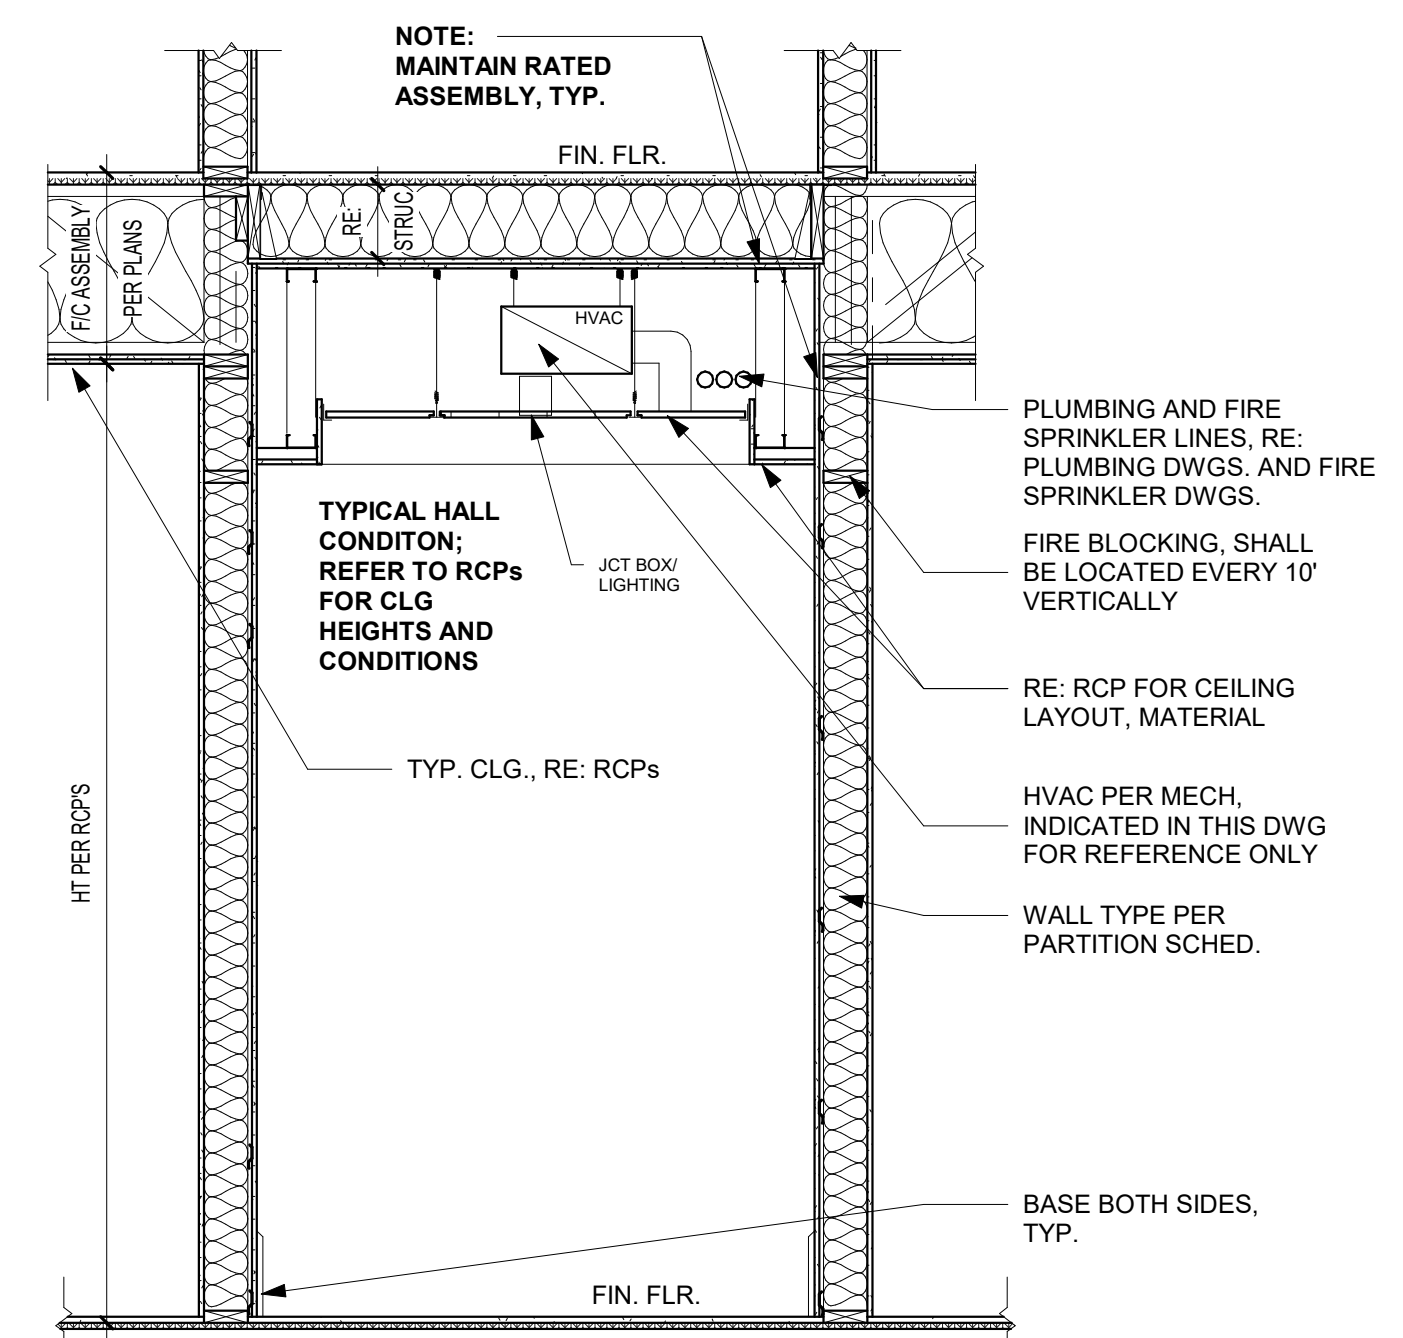 NOTE:
MAINTAIN RATED
ASSEMBLY, TYP.
FIN. FLR.
F/C ASSEMBLY
PER PLANS
RE:
STRUC.
HVAC
PLUMBING AND FIRE
SPRINKLER LINES, RE:
PLUMBING DWGS. AND FIRE
SPRINKLER DWGS.
TYPICAL HALL
CONDITON;
REFER TO RCPs
FOR CLG
HEIGHTS AND
CONDITIONS
JCT BOX/
LIGHTING
FIRE BLOCKING, SHALL
BE LOCATED EVERY 10'
VERTICALLY
RE: RCP FOR CEILING
LAYOUT, MATERIAL
TYP. CLG., RE: RCPs
HT PER RCP'S
HVAC PER MECH,
INDICATED IN THIS DWG
FOR REFERENCE ONLY
WALL TYPE PER
PARTITION SCHED.
BASE BOTH SIDES,
TYP.
FIN. FLR.